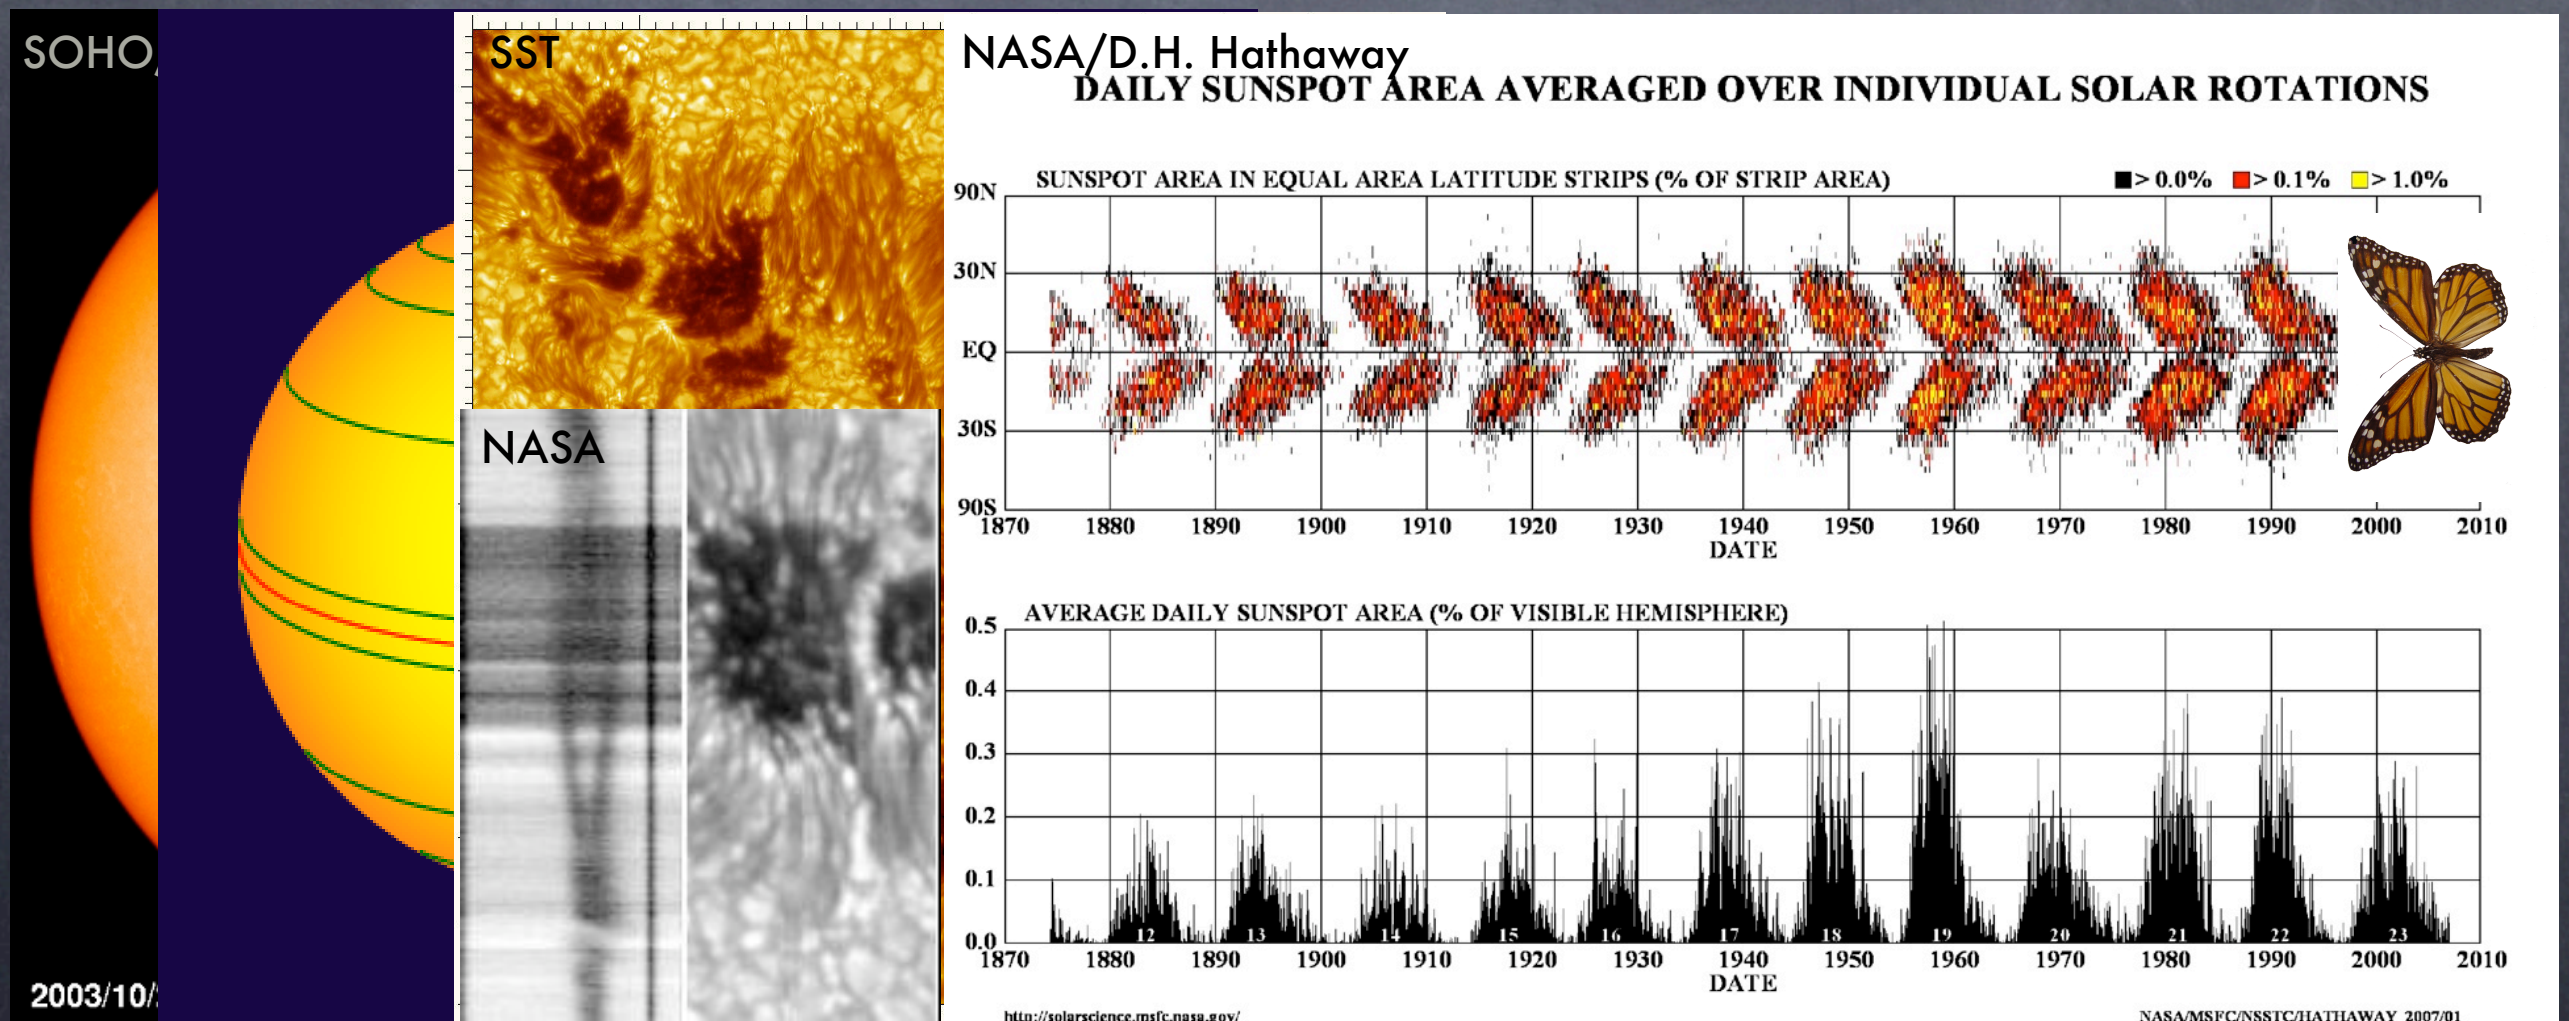 SOHO,
2003/10/
SST
NASA
NASA/D.H. Hathaway
DAILY SUNSPOT AREA AVERAGED OVER INDIVIDUAL SOLAR ROTATIONS
SUNSPOT AREA IN EQUAL AREA LATITUDE STRIPS (% OF STRIP AREA)
> 0.0% > 0.1% > 1.0%
90N
30N
EQ
30S
90S
1870 1880 1890 1900 1910 1920 1930 1940 1950 1960 1970 1980 1990 2000 2010
DATE
AVERAGE DAILY SUNSPOT AREA (% OF VISIBLE HEMISPHERE)
0.5
0.4
0.3
0.2
0.1
0.0
12 13 14 15 16 17 18 19 20 21 22 23
1870 1880 1890 1900 1910 1920 1930 1940 1950 1960 1970 1980 1990 2000 2010
DATE
http://solarscience.msfc.nasa.gov/
NASA/MSFC/NSSTC/HATHAWAY 2007/01